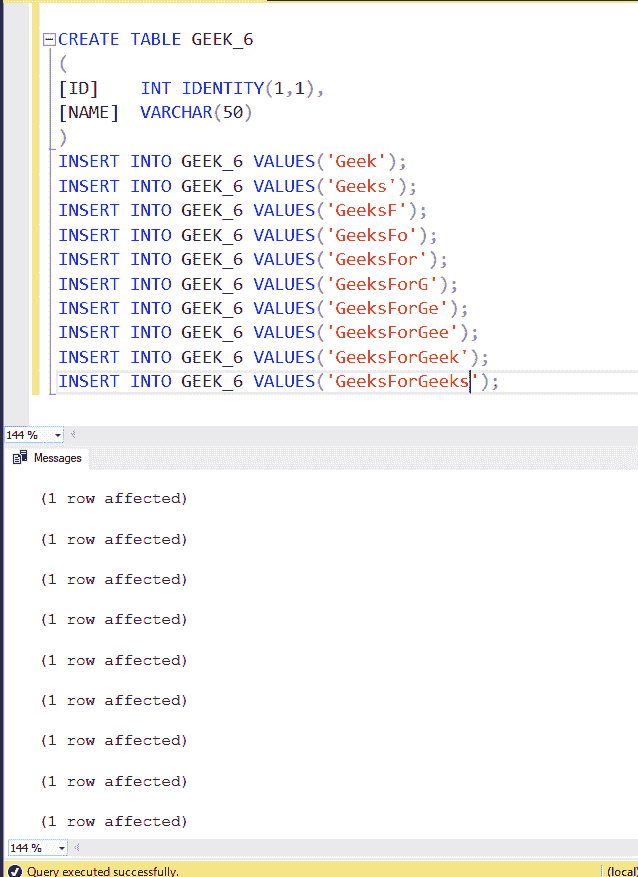 CREATE TABLE GEEK_6
(
[ID] INT IDENTITY(1,1),
[NAME] VARCHAR(50)
)
INSERT INTO GEEK_6 VALUES('Geek');
INSERT INTO GEEK_6 VALUES('Geeks');
INSERT INTO GEEK_6 VALUES('GeeksF');
INSERT INTO GEEK_6 VALUES('GeeksFo');
INSERT INTO GEEK_6 VALUES('GeeksFor');
INSERT INTO GEEK_6 VALUES('GeeksForG');
INSERT INTO GEEK_6 VALUES('GeeksForGe');
INSERT INTO GEEK_6 VALUES('GeeksForGee');
INSERT INTO GEEK_6 VALUES('GeeksForGeek');
INSERT INTO GEEK_6 VALUES('GeeksForGeeks');
144 %
Messages
(1 row affected)
(1 row affected)
(1 row affected)
(1 row affected)
(1 row affected)
(1 row affected)
(1 row affected)
(1 row affected)
(1 row affected)
144 %
Query executed successfully. (local)